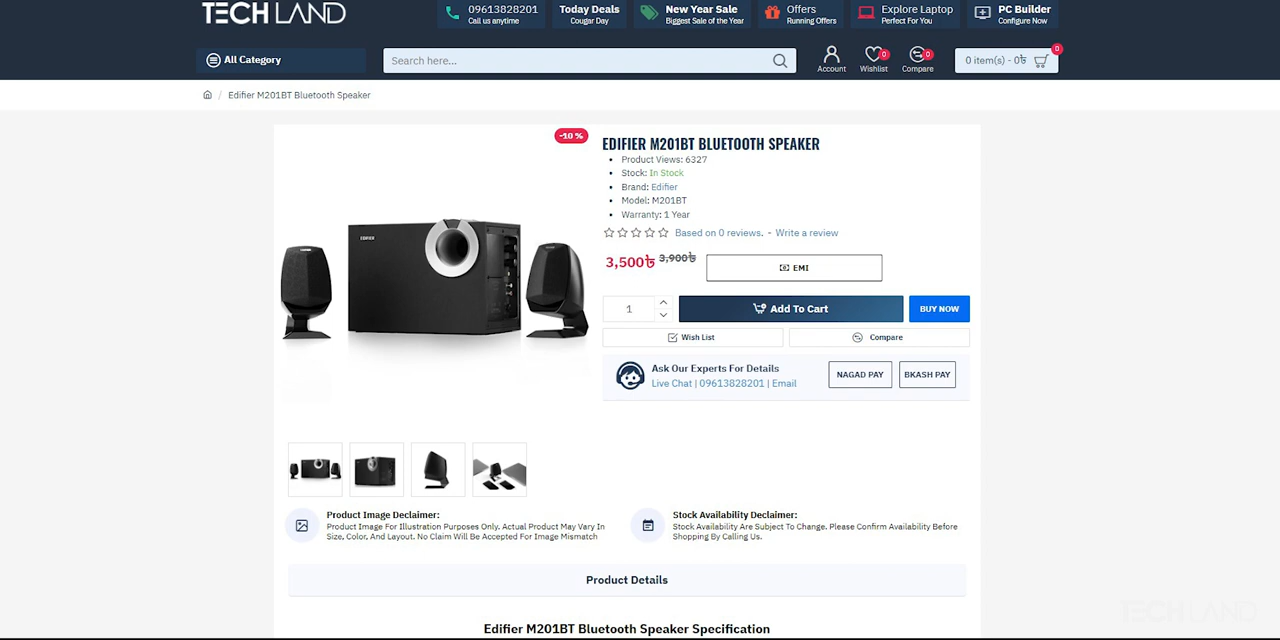 TECH LAND
09613828201
Call us anytime
Today Deals
Cougar Day
New Year Sale
Biggest Sale of the Year
Offers
Running Offers
Explore Laptop
Perfect For You
PC Builder
Configure Now
All Category
Search here...
Account
0
Wishlist
0
Compare
0 item(s) - 0৳
0
Edifier M201BT Bluetooth Speaker
-10 %
EDIFIER
EDIFIER M201BT BLUETOOTH SPEAKER
Product Views: 6327
Stock: In Stock
Brand: Edifier
Model: M201BT
Warranty: 1 Year
Based on 0 reviews. - Write a review
3,500৳ 3,900৳
EMI
1
Add To Cart
BUY NOW
Wish List
Compare
Ask Our Experts For Details
Live Chat | 09613828201 | Email
NAGAD PAY
BKASH PAY
Product Image Declaimer:
Product Image For Illustration Purposes Only. Actual Product May Vary In
Size, Color, And Layout. No Claim Will Be Accepted For Image Mismatch
Stock Availability Declaimer:
Stock Availability Are Subject To Change. Please Confirm Availability Before
Shopping By Calling Us.
Product Details
Edifier M201BT Bluetooth Speaker Specification
TECH LAND